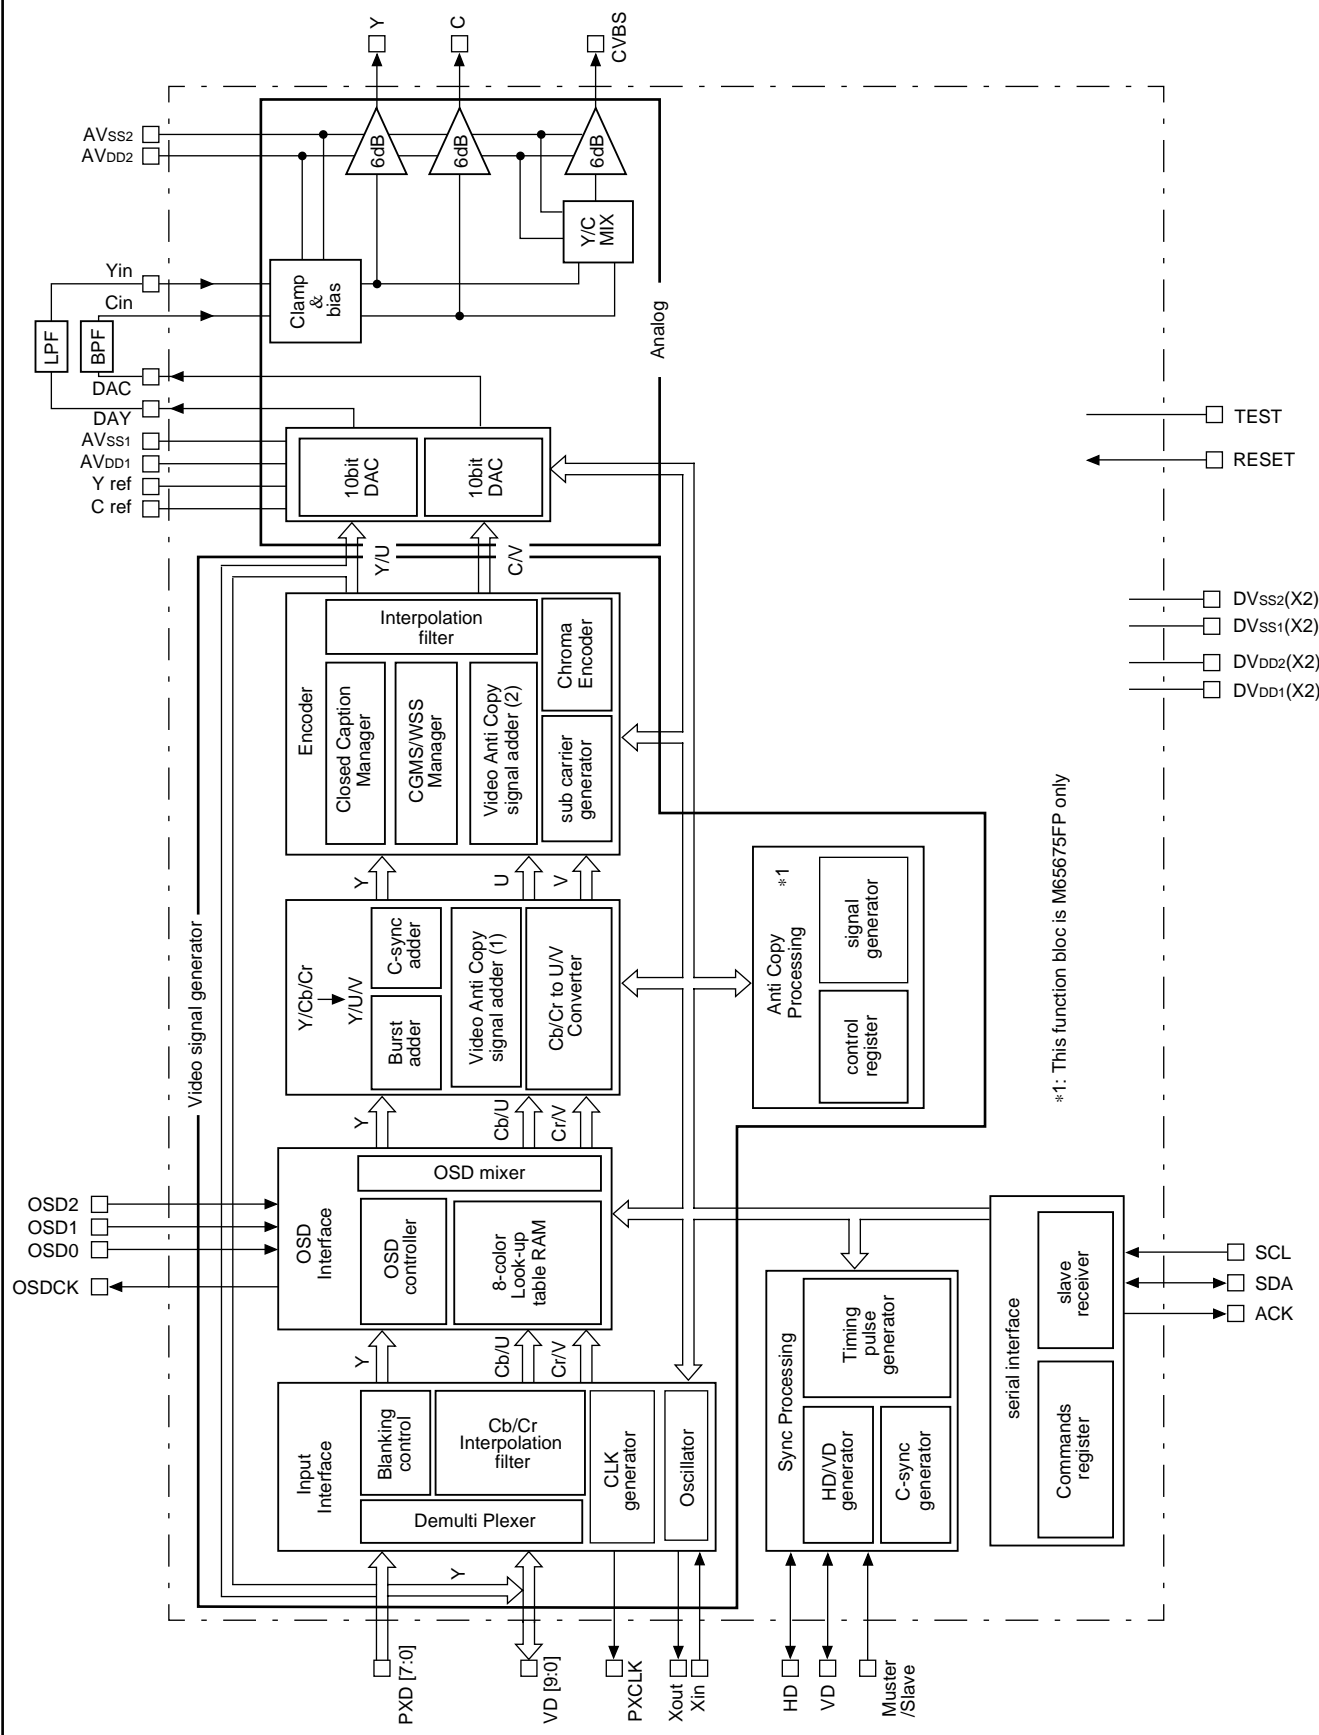 Y
C
CVBS
AVSS2
AVDD2
6dB
6dB
6dB
Y/C
MIX
Yin
Cin
Clamp
&
bias
LPF
BPF
Analog
DAC
DAY
AVSS1
AVDD1
Y ref
C ref
10bit
DAC
10bit
DAC
TEST
RESET
Y/U
C/V
Encoder
Interpolation
filter
Closed Caption
Manager
CGMS/WSS
Manager
Video Anti Copy
signal adder (2)
Chroma
Encoder
sub carrier
generator
DVSS2(X2)
DVSS1(X2)
DVDD2(X2)
DVDD1(X2)
Y
U
V
Video signal generator
Y/Cb/Cr
Y/U/V
C-sync
adder
Burst
adder
Video Anti Copy
signal adder (1)
Cb/Cr to U/V
Converter
Anti Copy
Processing
*1
signal
generator
control
register
*1: This function bloc is M65675FP only
Y
Cb/U
Cr/V
OSD2
OSD1
OSD0
OSDCK
OSD
Interface
OSD mixer
OSD
controller
8-color
Look-up
table RAM
Y
Cb/U
Cr/V
Input
Interface
Blanking
control
Cb/Cr
Interpolation
filter
Demulti Plexer
CLK
generator
Oscillator
Y
Sync Processing
Timing
pulse
generator
HD/VD
generator
C-sync
generator
serial interface
slave
receiver
Commands
register
SCL
SDA
ACK
PXD [7:0]
VD [9:0]
PXCLK
Xout
Xin
HD
VD
Muster
/Slave